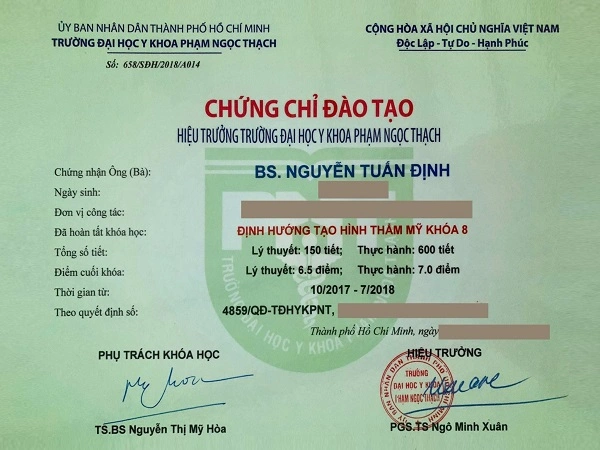 ỦY BAN NHÂN DÂN THÀNH PHỐ HỒ CHÍ MINH
TRƯỜNG ĐẠI HỌC Y KHOA PHẠM NGỌC THẠCH
Số: 658/SĐH/2018/A014
CỘNG HÒA XÃ HỘI CHỦ NGHĨA VIỆT NAM
Độc Lập - Tự Do - Hạnh Phúc
CHỨNG CHỈ ĐÀO TẠO
HIỆU TRƯỞNG TRƯỜNG ĐẠI HỌC Y KHOA PHẠM NGỌC THẠCH
Chứng nhận Ông (Bà): BS. NGUYỄN TUẤN ĐỊNH
Ngày sinh:
Đơn vị công tác:
Đã hoàn tất khóa học: ĐỊNH HƯỚNG TẠO HÌNH THẨM MỸ KHÓA 8
Tổng số tiết: Lý thuyết: 150 tiết; Thực hành: 600 tiết
Điểm cuối khóa: Lý thuyết: 6.5 điểm; Thực hành: 7.0 điểm
Thời gian từ: 10/2017 - 7/2018
Theo quyết định số: 4859/QĐ-TĐHYKPNT,
Thành phố Hồ Chí Minh, ngày
PHỤ TRÁCH KHÓA HỌC
TS.BS Nguyễn Thị Mỹ Hòa
HIỆU TRƯỞNG
TRƯỜNG
ĐẠI HỌC Y KHOA
PHẠM NGỌC THẠCH
PGS.TS Ngô Minh Xuân
PNT
TRƯỜNG ĐẠI HỌC Y KHOA